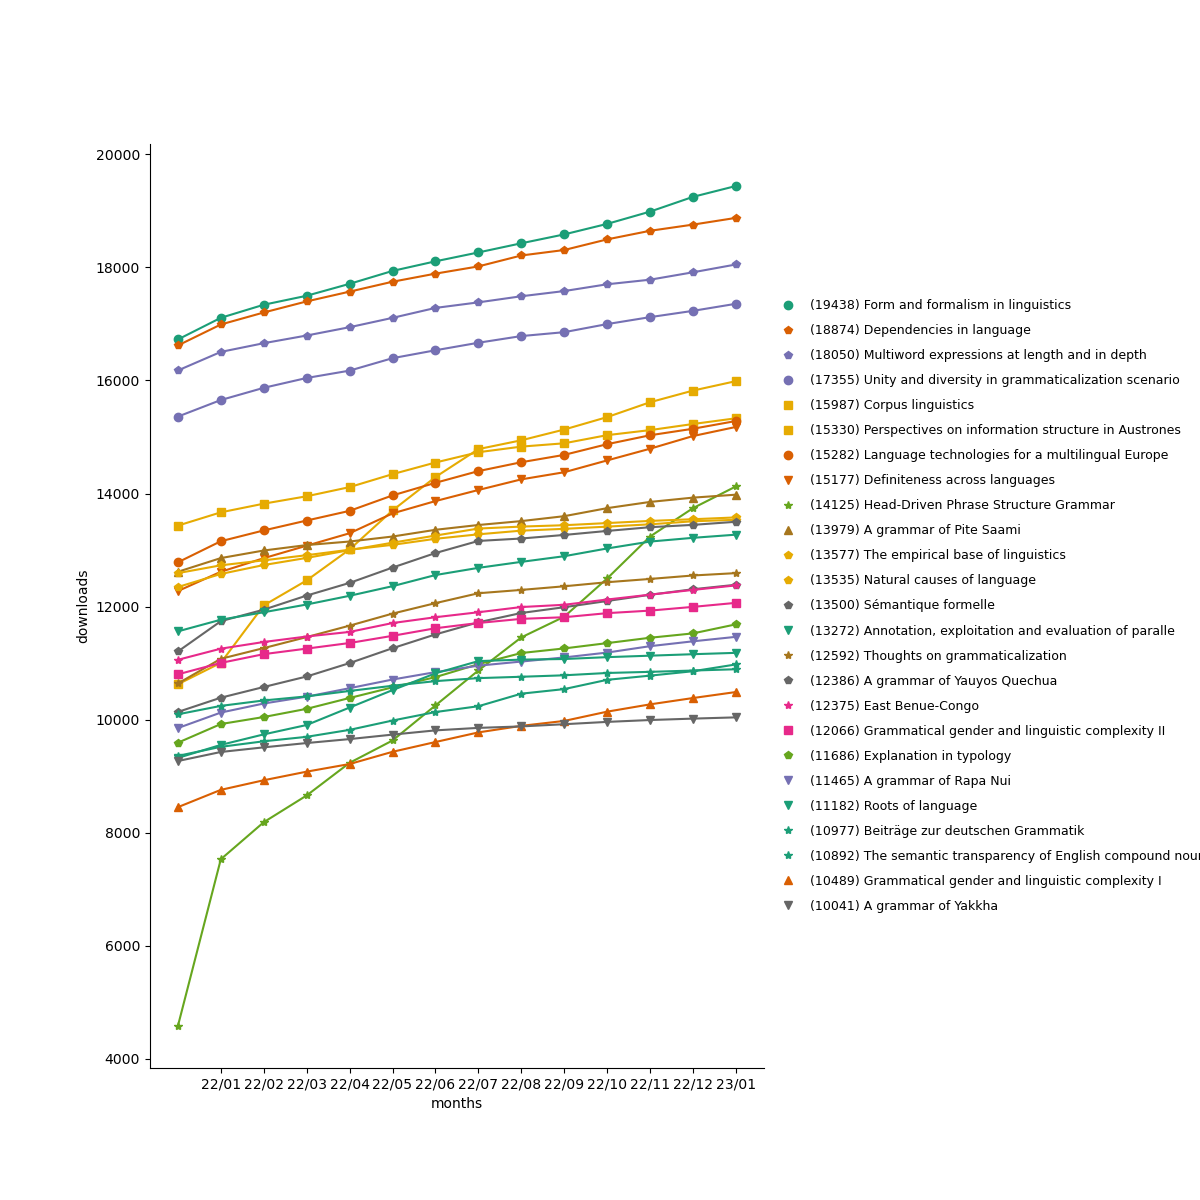 20000
18000
16000
14000
12000
10000
8000
6000
4000
downloads
22/01 22/02 22/03 22/04 22/05 22/06 22/07 22/08 22/09 22/10 22/11 22/12 23/01
months
(19438) Form and formalism in linguistics
(18874) Dependencies in language
(18050) Multiword expressions at length and in depth
(17355) Unity and diversity in grammaticalization scenario
(15987) Corpus linguistics
(15330) Perspectives on information structure in Austrones
(15282) Language technologies for a multilingual Europe
(15177) Definiteness across languages
(14125) Head-Driven Phrase Structure Grammar
(13979) A grammar of Pite Saami
(13577) The empirical base of linguistics
(13535) Natural causes of language
(13500) Sémantique formelle
(13272) Annotation, exploitation and evaluation of paralle
(12592) Thoughts on grammaticalization
(12386) A grammar of Yauyos Quechua
(12375) East Benue-Congo
(12066) Grammatical gender and linguistic complexity II
(11686) Explanation in typology
(11465) A grammar of Rapa Nui
(11182) Roots of language
(10977) Beiträge zur deutschen Grammatik
(10892) The semantic transparency of English compound nou
(10489) Grammatical gender and linguistic complexity I
(10041) A grammar of Yakkha